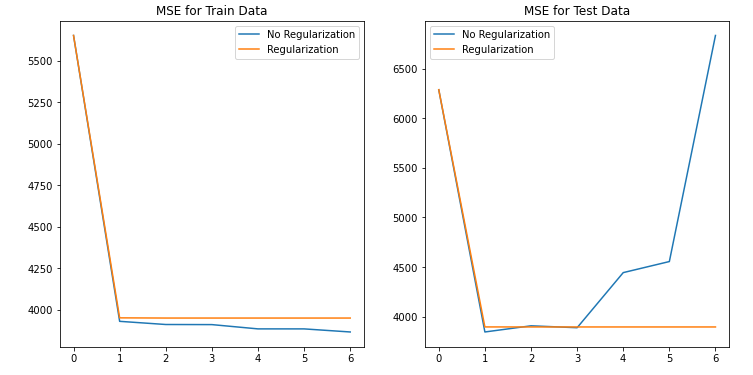 MSE for Train Data
No Regularization
Regularization
5500
5250
5000
4750
4500
4250
4000
0 1 2 3 4 5 6
MSE for Test Data
No Regularization
Regularization
6500
6000
5500
5000
4500
4000
0 1 2 3 4 5 6